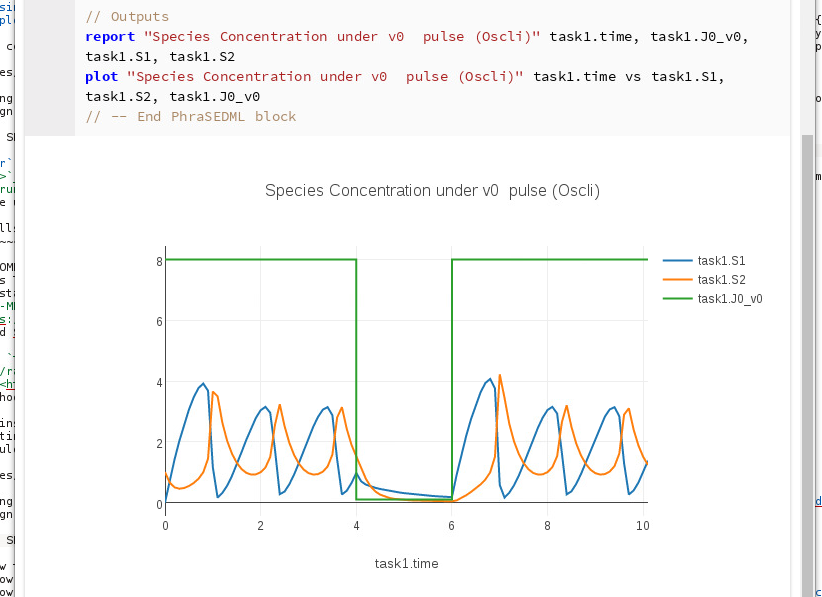 // Outputs
report "Species Concentration under v0  pulse (Oscli)" task1.time, task1.J0_v0,
task1.S1, task1.S2
plot "Species Concentration under v0  pulse (Oscli)" task1.time vs task1.S1,
task1.S2, task1.J0_v0
// -- End PhraSEDML block
Species Concentration under v0  pulse (Oscli)
8
6
4
2
0
task1.S1
task1.S2
task1.J0_v0
0 2 4 6 8 10
task1.time